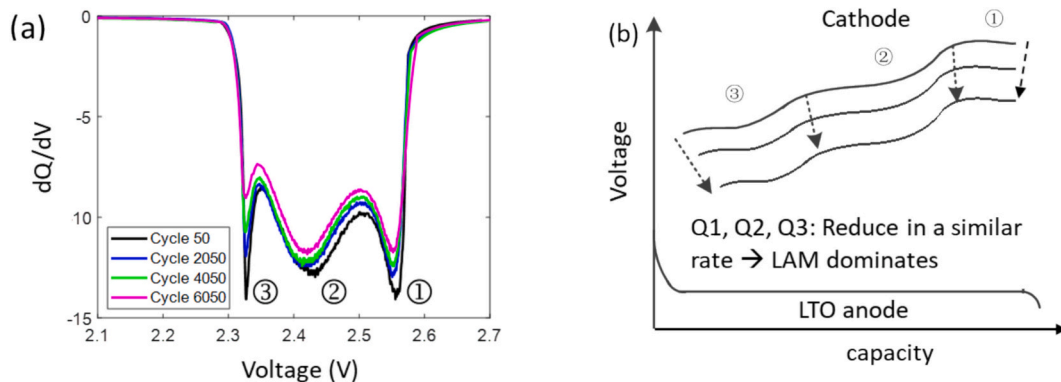 (a)
0
-5
dQ/dV
10
-15
Cycle 50
Cycle 2050
Cycle 4050
Cycle 6050
③
②
①
2.1
2.2
2.3
2.4
2.5
2.6
2.7
Voltage (V)
(b)
Cathode
①
②
③
Voltage
Q1, Q2, Q3: Reduce in a similar
rate → LAM dominates
LTO anode
capacity